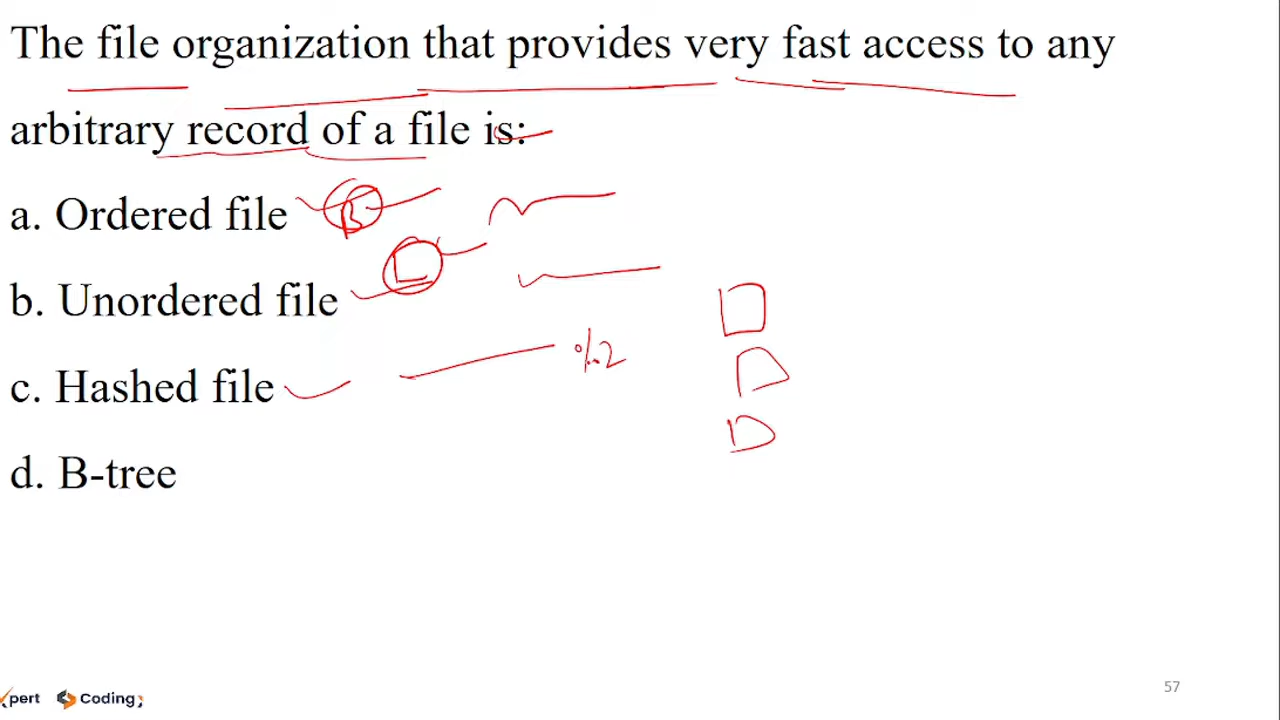 The file organization that provides very fast access to any
arbitrary record of a file is:
a. Ordered file B
L
b. Unordered file
%2
c. Hashed file
d. B-tree
57
pert Coding